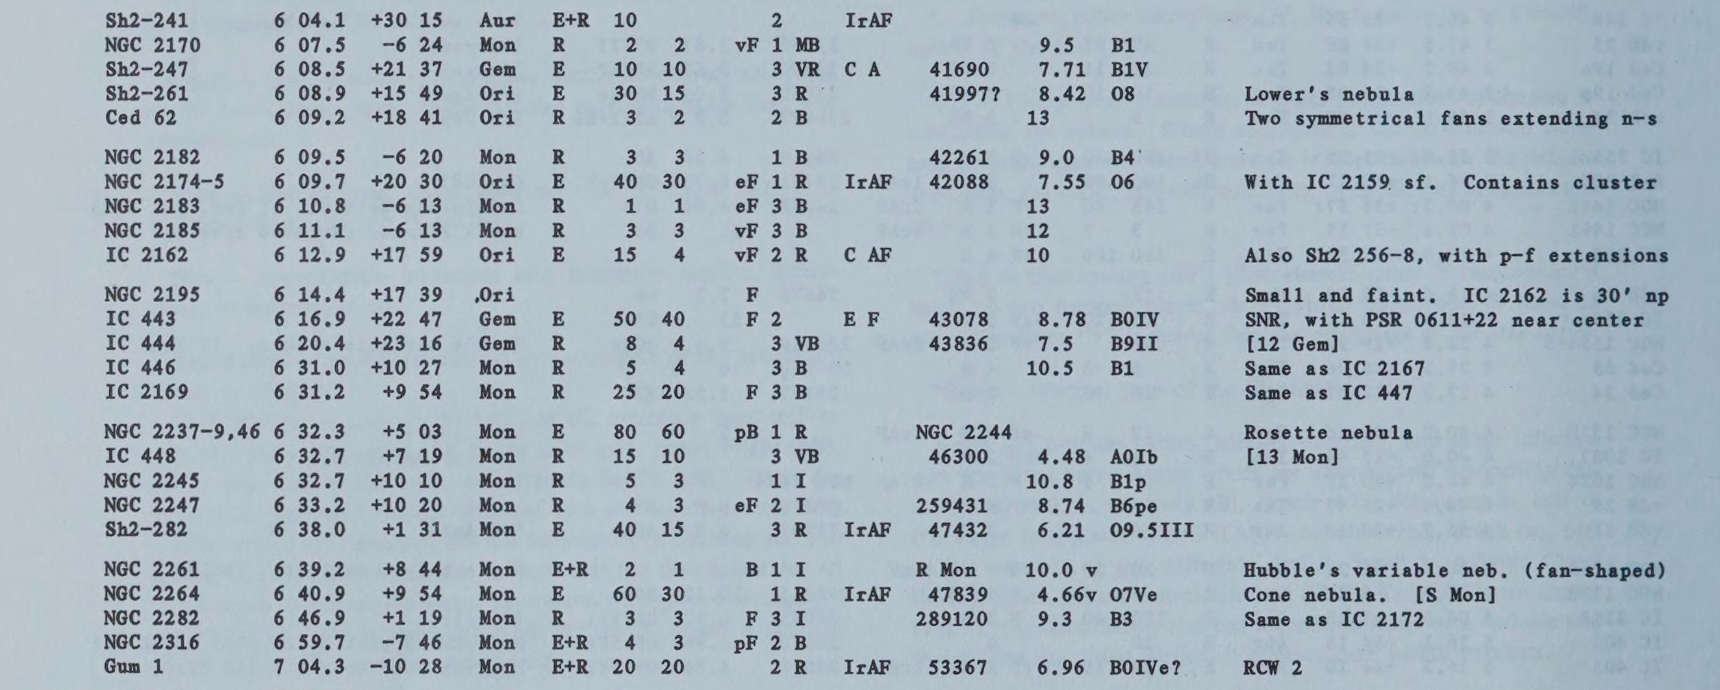 Sh2-241 6 04.1 +30 15 Aur E+R 10 2 IrAF
NGC 2170 6 07.5 -6 24 Mon R 2 2 vF 1 MB 9.5 B1
Sh2-247 6 08.5 +21 37 Gem E 10 10 3 VR C A 41690 7.71 B1V
Sh2-261 6 08.9 +15 49 Ori E 30 15 3 R 41997? 8.42 O8 Lower's nebula
Ced 62 6 09.2 +18 41 Ori R 3 2 2 B 13 Two symmetrical fans extending n-s
NGC 2182 6 09.5 -6 20 Mon R 3 3 1 B 42261 9.0 B4
NGC 2174-5 6 09.7 +20 30 Ori E 40 30 eF 1 R IrAF 42088 7.55 O6 With IC 2159 sf. Contains cluster
NGC 2183 6 10.8 -6 13 Mon R 1 1 eF 3 B 13
NGC 2185 6 11.1 -6 13 Mon R 3 3 vF 3 B 12
IC 2162 6 12.9 +17 59 Ori E 15 4 vF 2 R C AF 10 Also Sh2 256-8, with p-f extensions
NGC 2195 6 14.4 +17 39 Ori F Small and faint. IC 2162 is 30' np
IC 443 6 16.9 +22 47 Gem E 50 40 F 2 E F 43078 8.78 B0IV SNR, with PSR 0611+22 near center
IC 444 6 20.4 +23 16 Gem R 8 4 3 VB 43836 7.5 B9II [12 Gem]
IC 446 6 31.0 +10 27 Mon R 5 4 3 B 10.5 B1 Same as IC 2167
IC 2169 6 31.2 +9 54 Mon R 25 20 F 3 B Same as IC 447
NGC 2237-9,46 6 32.3 +5 03 Mon E 80 60 pB 1 R NGC 2244 Rosette nebula
IC 448 6 32.7 +7 19 Mon R 15 10 3 VB 46300 4.48 A0Ib [13 Mon]
NGC 2245 6 32.7 +10 10 Mon R 5 3 1 I 10.8 B1p
NGC 2247 6 33.2 +10 20 Mon R 3 3 eF 2 I 259431 8.74 B6pe
Sh2-282 6 38.0 +1 31 Mon E 40 15 3 R IrAF 47432 6.21 O9.5III
NGC 2261 6 39.2 +8 44 Mon E+R 2 1 B 1 I R Mon 10.0 v Hubble's variable neb. (fan-shaped)
NGC 2264 6 40.9 +9 54 Mon E 60 30 1 R IrAF 47839 4.66v O7Ve Cone nebula. [S Mon]
NGC 2282 6 46.9 +1 19 Mon R 3 3 F 3 I 289120 9.3 B3 Same as IC 2172
NGC 2316 6 59.7 -7 46 Mon E+R 4 3 pF 2 B
Gum 1 7 04.3 -10 28 Mon E+R 20 20 2 R IrAF 53367 6.96 B0IVe? RCW 2